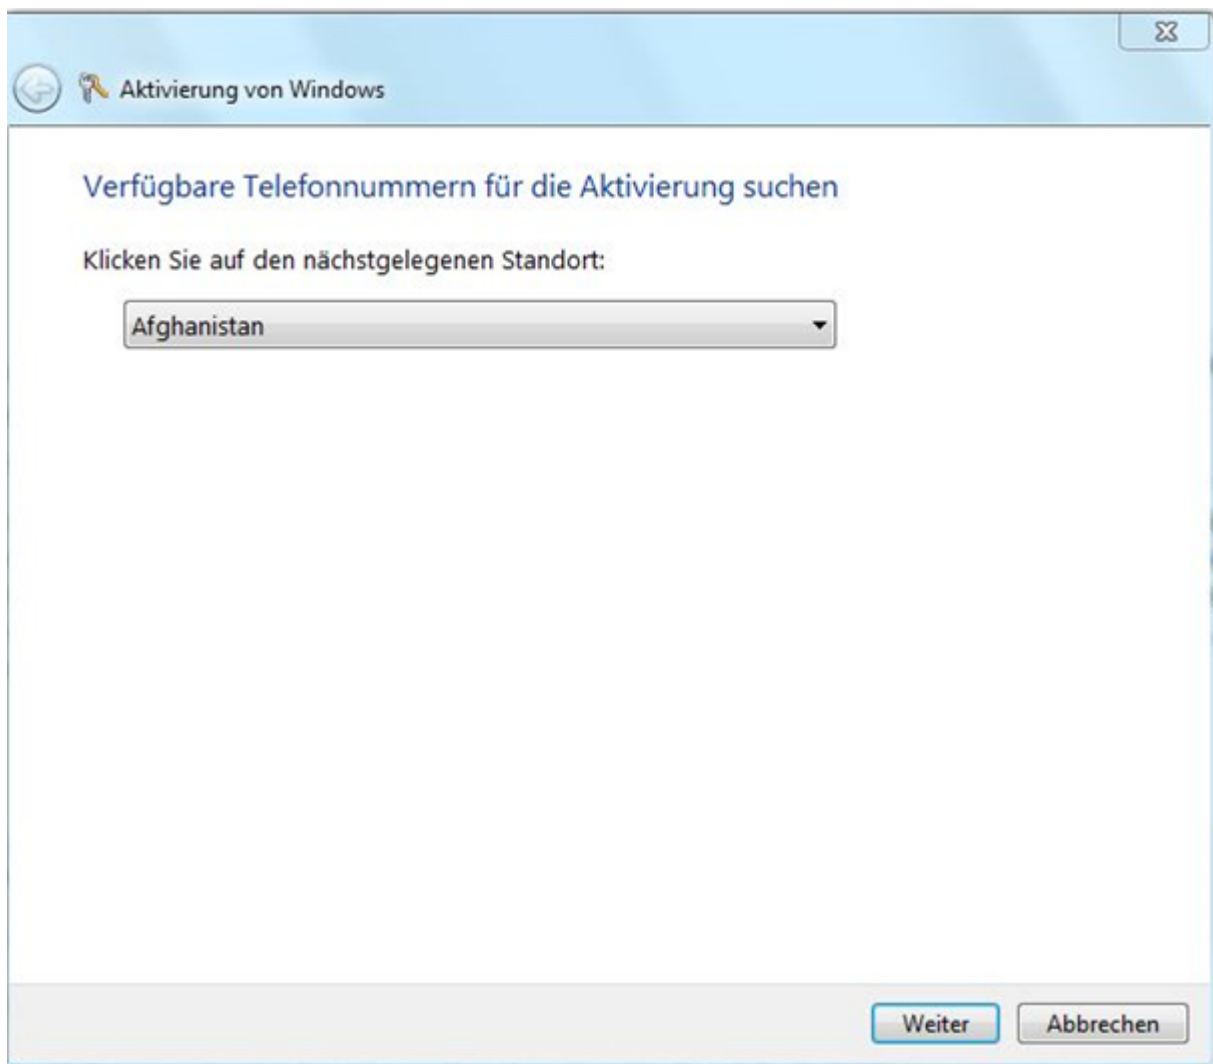 Aktivierung von Windows
Verfügbare Telefonnummern für die Aktivierung suchen
Klicken Sie auf den nächstgelegenen Standort:
Afghanistan
Weiter Abbrechen